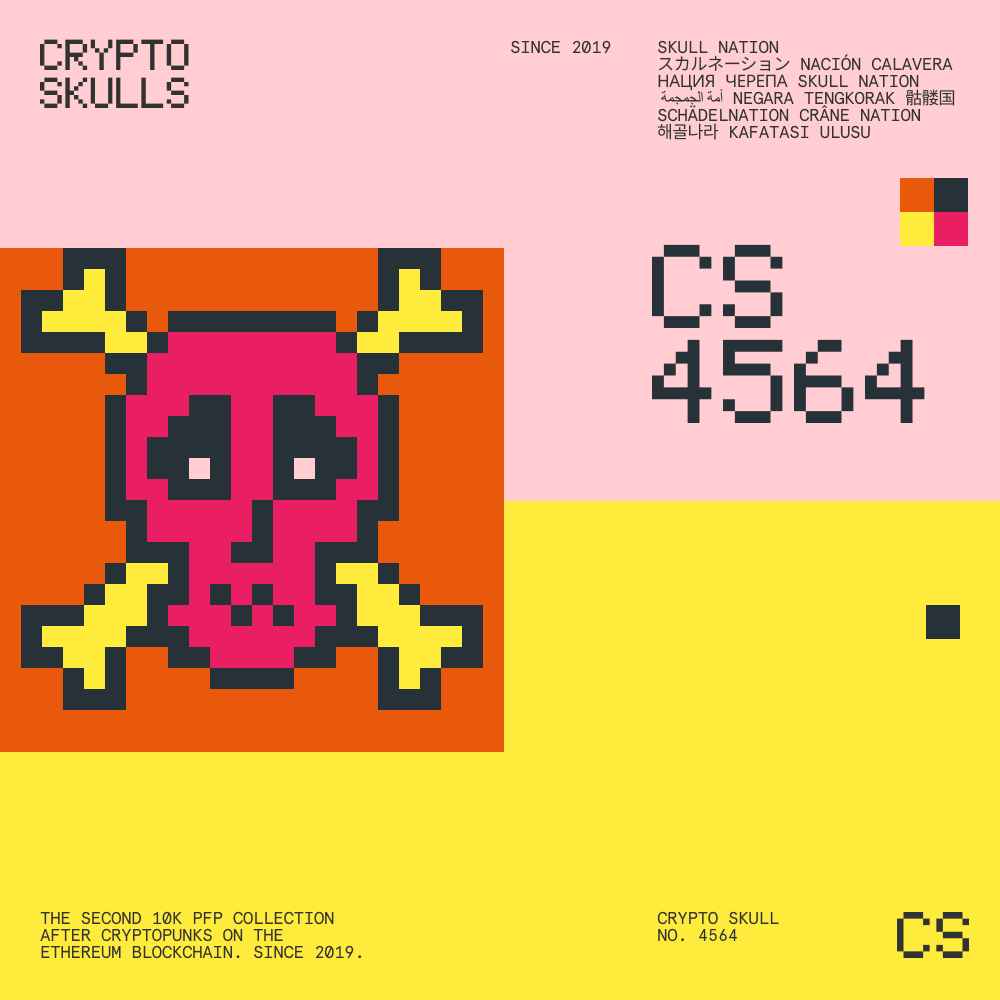 CRYPTO
SKULLS
SINCE 2019
SKULL NATION
スカルネーション NACIÓN CALAVERA
НАЦИЯ ЧЕРЕПА SKULL NATION
أمة الجمجمة NEGARA TENGKORAK 骷髅国
SCHÄDELNATION CRÂNE NATION
해골나라 KAFATASI ULUSU
CS
4564
THE SECOND 10K PFP COLLECTION
AFTER CRYPTOPUNKS ON THE
ETHEREUM BLOCKCHAIN. SINCE 2019.
CRYPTO SKULL
NO. 4564
CS